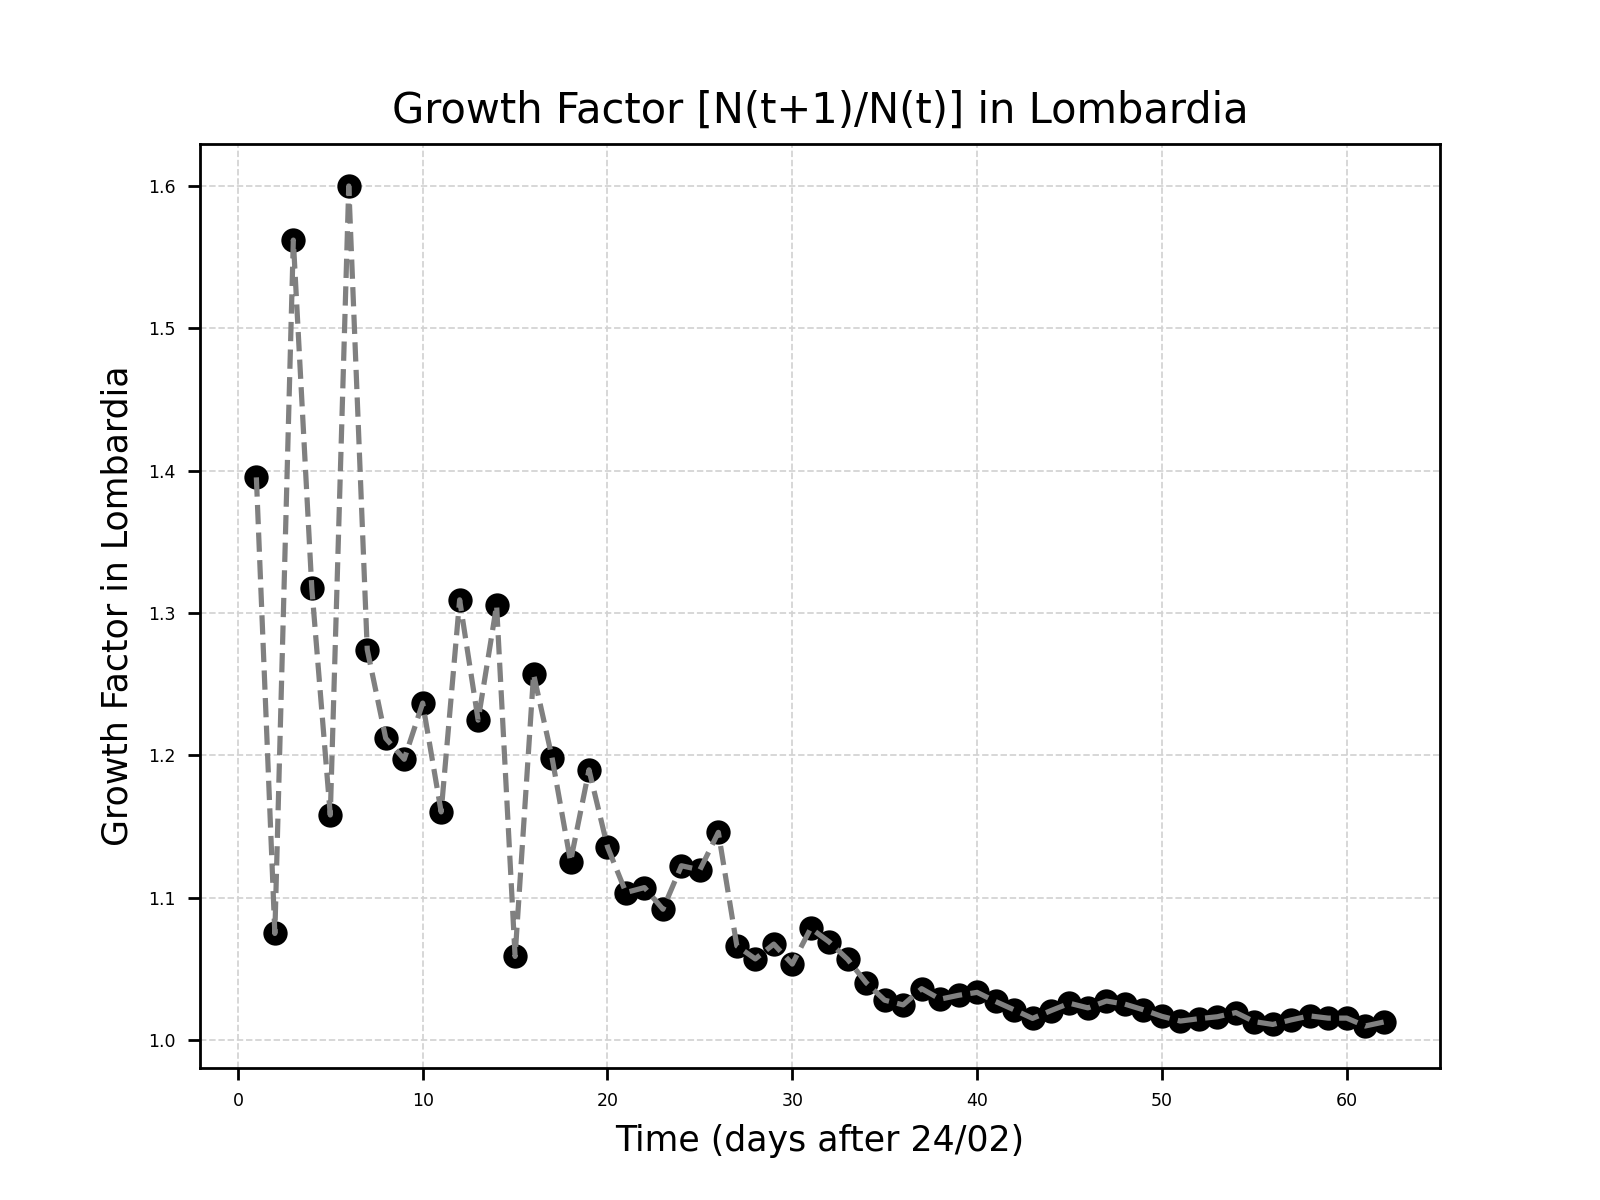 Growth Factor [N(t+1)/N(t)] in Lombardia
Growth Factor in Lombardia
1.6
1.5
1.4
1.3
1.2
1.1
1.0
0 10 20 30 40 50 60
Time (days after 24/02)